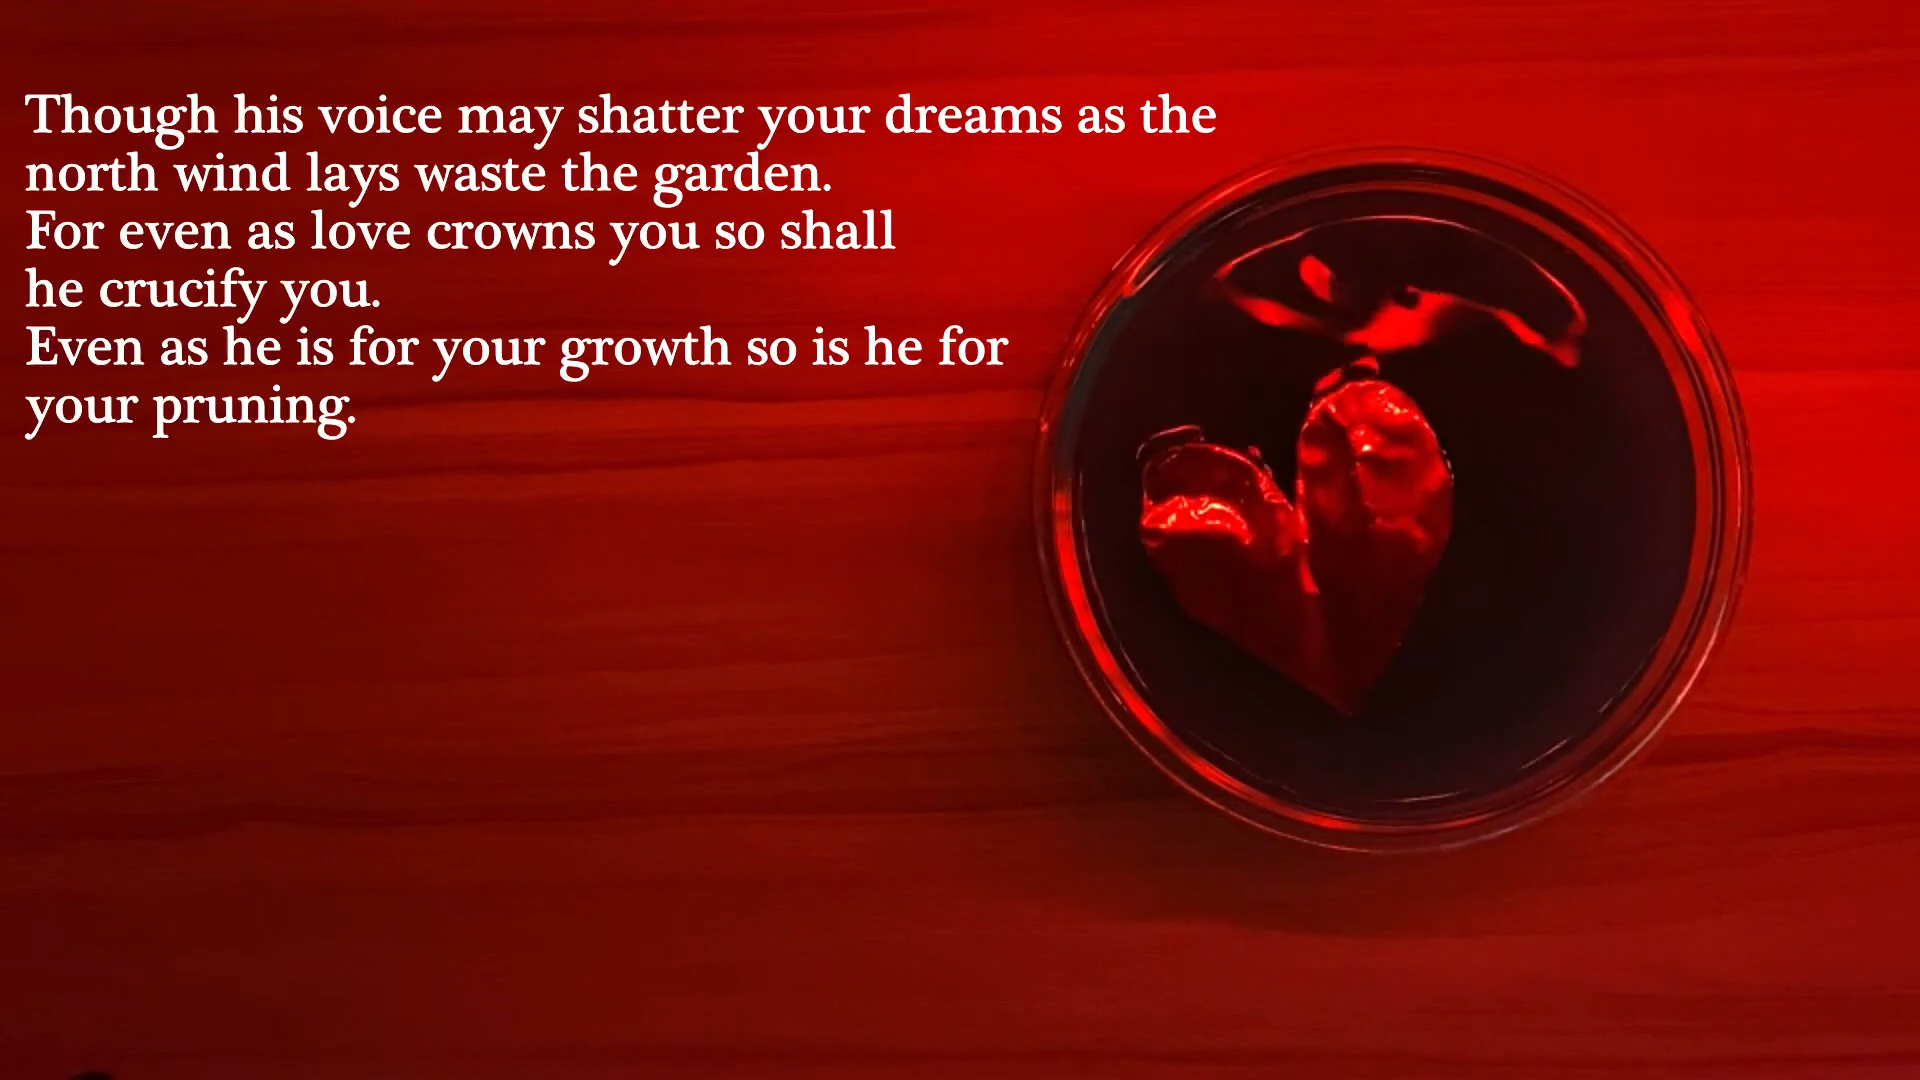 Though his voice may shatter your dreams as the
north wind lays waste the garden.
For even as love crowns you so shall
he crucify you.
Even as he is for your growth so is he for
your pruning.